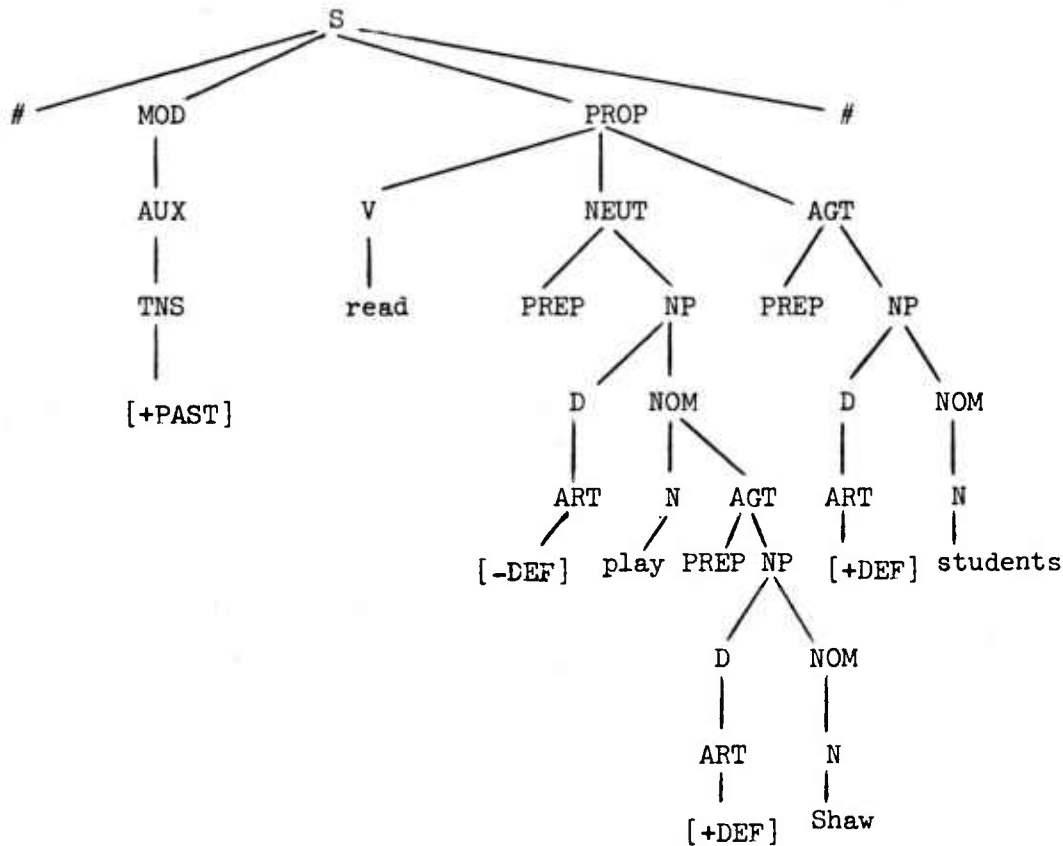 S
# MOD PROP #
AUX V NEUT AGT
TNS read PREP NP PREP NP
[+PAST] D NOM D NOM
ART N AGT ART N
[-DEF] play PREP NP [+DEF] students
D NOM
ART N
[+DEF] Shaw